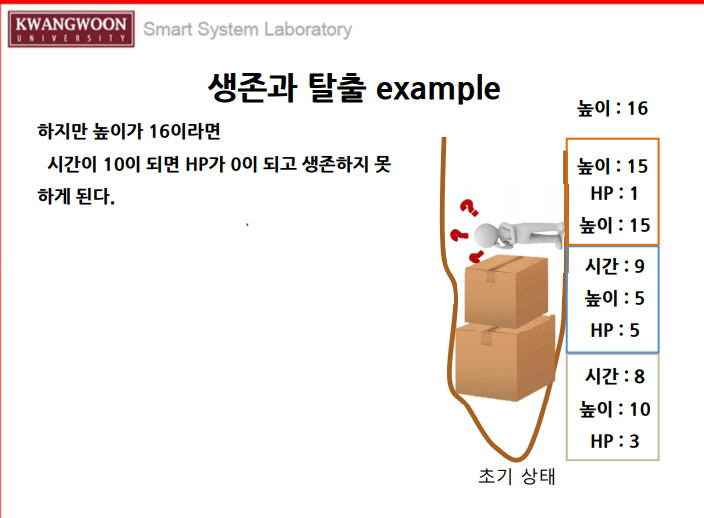 KWANGWOON
UNIVERSITY
Smart System Laboratory
생존과 탈출 example
하지만 높이가 16이라면
시간이 10이 되면 HP가 0이 되고 생존하지 못
하게 된다.
높이 : 16
높이 : 15
HP : 1
높이 : 15
시간 : 9
높이 : 5
HP : 5
시간 : 8
높이 : 10
HP : 3
초기 상태